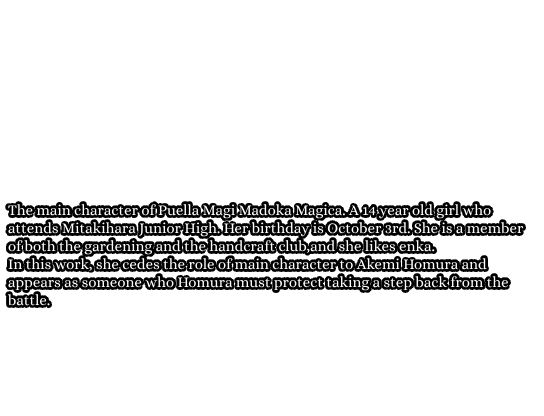 The main character of Puella Magi Madoka Magica. A 14 year old girl who
attends Mitakihara Junior High. Her birthday is October 3rd. She is a member
of both the gardening and the handcraft club,and she likes enka.
In this work, she cedes the role of main character to Akemi Homura and
appears as someone who Homura must protect taking a step back from the
battle.